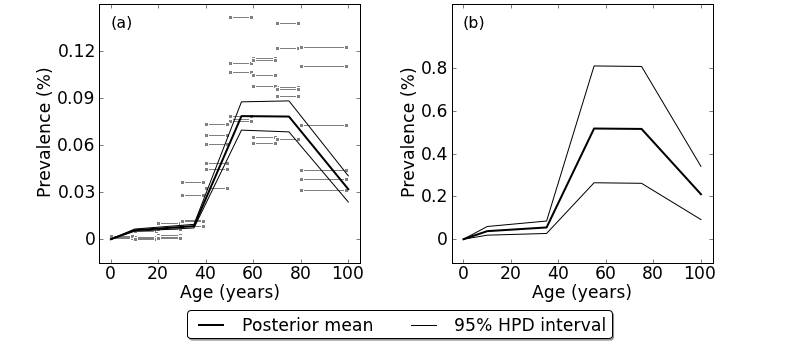 (a)
Prevalence (%)
0.12
0.09
0.06
0.03
0
0 20 40 60 80 100
Age (years)
(b)
Prevalence (%)
0.8
0.6
0.4
0.2
0
0 20 40 60 80 100
Age (years)
Posterior mean 95% HPD interval